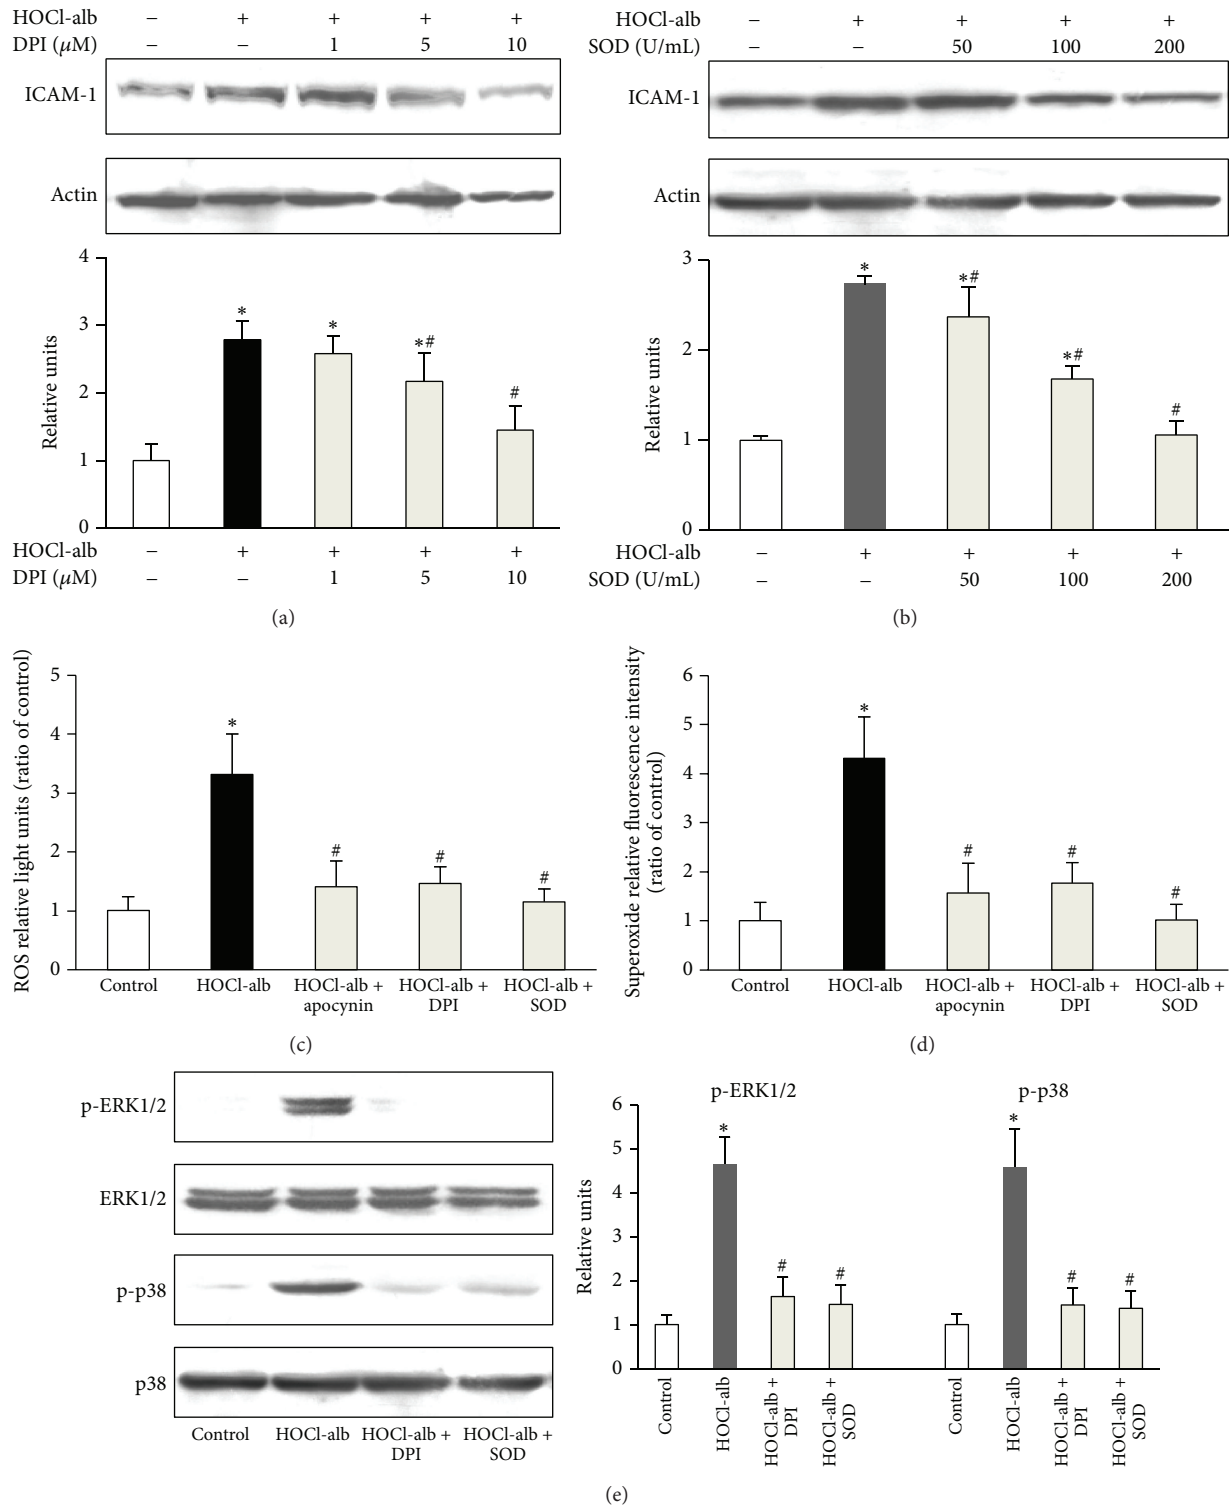 HOCl-alb – + + + +
DPI (μM) – – 1 5 10
ICAM-1
Actin
4
3
2
1
0
Relative units
* * *# #
HOCl-alb – + + + +
DPI (μM) – – 1 5 10
(a)
HOCl-alb – + + + +
SOD (U/mL) – – 50 100 200
ICAM-1
Actin
3
2
1
0
Relative units
* *# *# #
HOCl-alb – + + + +
SOD (U/mL) – – 50 100 200
(b)
ROS relative light units (ratio of control)
5
4
3
2
1
0
* # # #
Control HOCl-alb HOCl-alb + apocynin HOCl-alb + DPI HOCl-alb + SOD
(c)
Superoxide relative fluorescence intensity
(ratio of control)
6
5
4
3
2
1
0
* # # #
Control HOCl-alb HOCl-alb + apocynin HOCl-alb + DPI HOCl-alb + SOD
(d)
p-ERK1/2
ERK1/2
p-p38
p38
Control HOCl-alb HOCl-alb + DPI HOCl-alb + SOD
p-ERK1/2 p-p38
6
5
4
3
2
1
0
Relative units
* # # * # #
Control HOCl-alb HOCl-alb + DPI HOCl-alb + SOD Control HOCl-alb HOCl-alb + DPI HOCl-alb + SOD
(e)